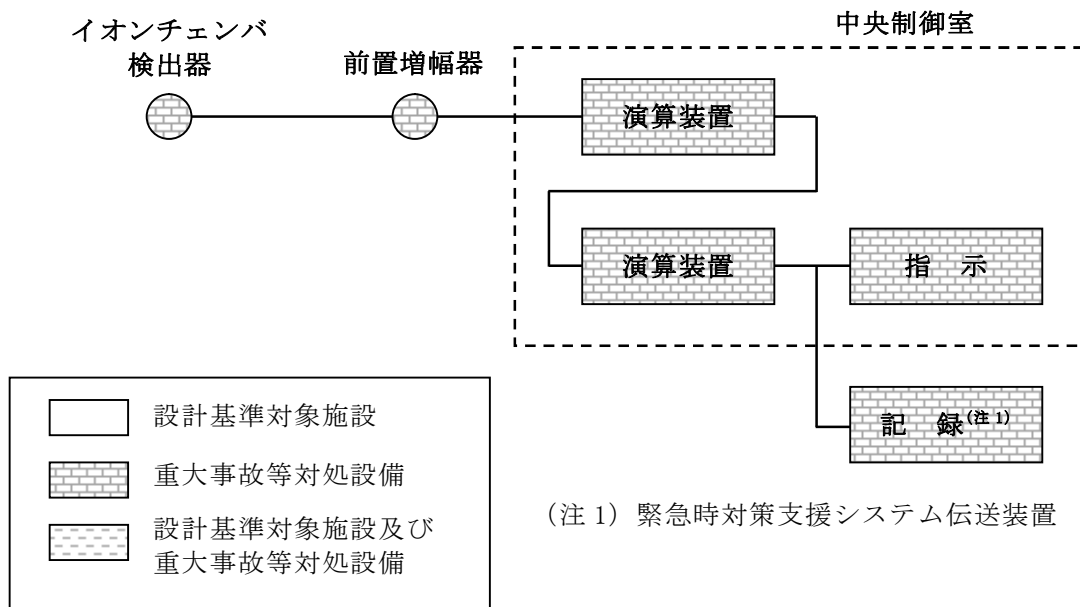 中央制御室
イオンチェンバ
検出器
前置増幅器
演算装置
演算装置
指 示
記 録(注1)
設計基準対象施設
重大事故等対処設備
設計基準対象施設及び
重大事故等対処設備
（注1）緊急時対策支援システム伝送装置